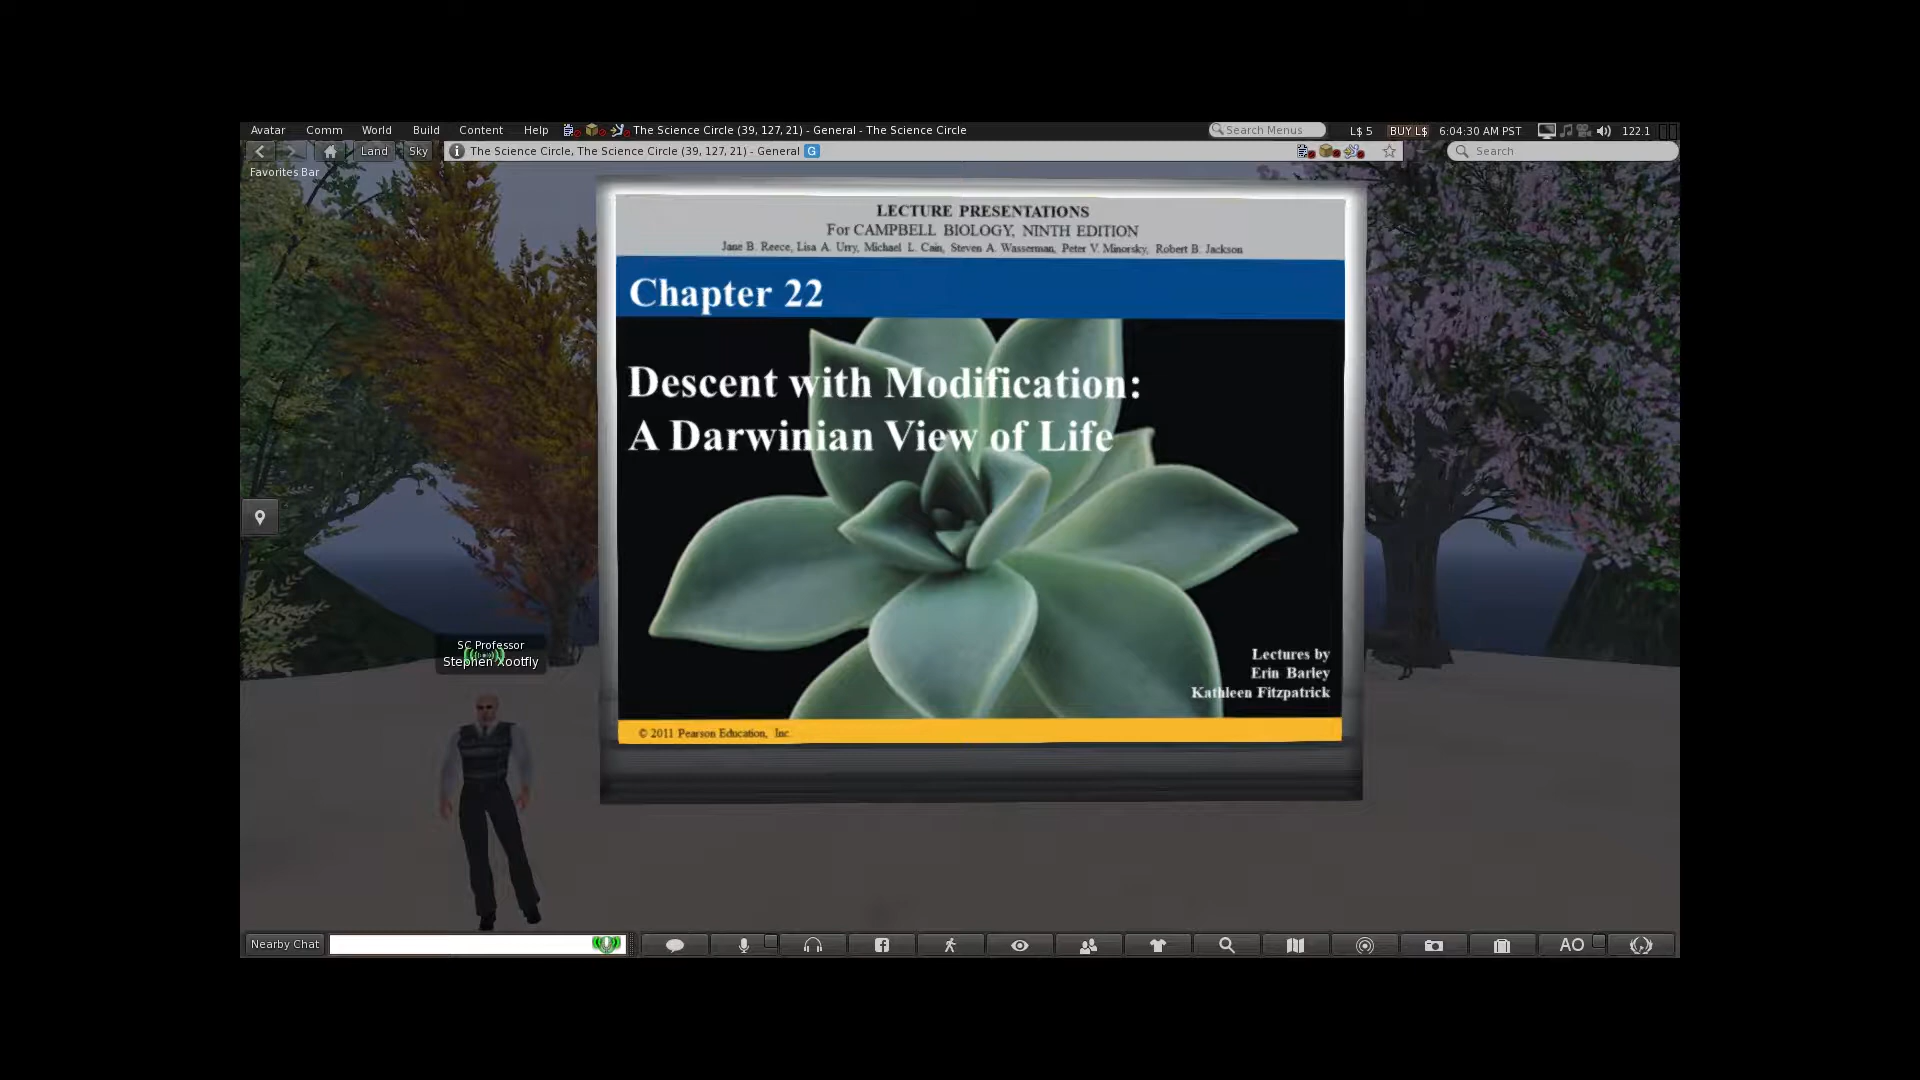 Avatar Comm World Build Content Help The Science Circle (39, 127, 21) - General - The Science Circle Search Menus L$ 5 BUY L$ 6:04:30 AM PST 122.1
Land Sky The Science Circle, The Science Circle (39, 127, 21) - General G Search
Favorites Bar
LECTURE PRESENTATIONS
For CAMPBELL BIOLOGY, NINTH EDITION
Jane B. Reece, Lisa A. Urry, Michael L. Cain, Steven A. Wasserman, Peter V. Minorsky, Robert B. Jackson
Chapter 22
Descent with Modification:
A Darwinian View of Life
SC Professor
Stephen Xootfly
Lectures by
Erin Barley
Kathleen Fitzpatrick
© 2011 Pearson Education, Inc.
Nearby Chat AO